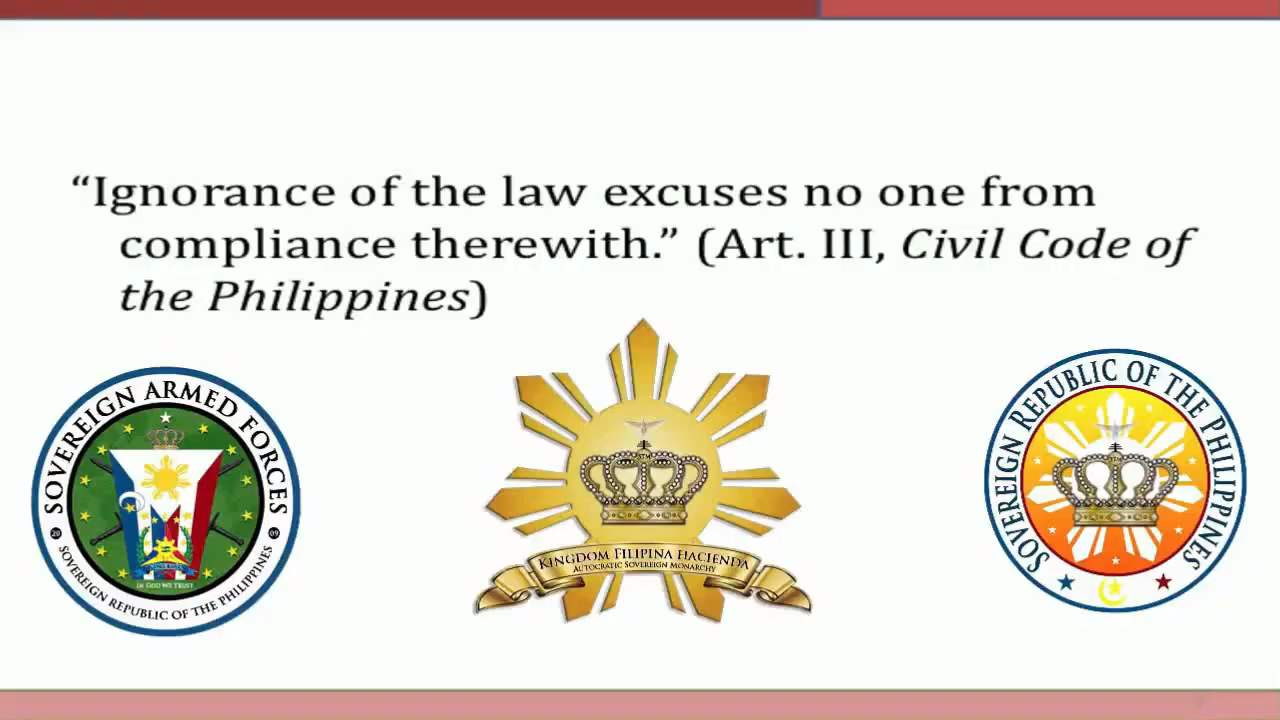 “Ignorance of the law excuses no one from
compliance therewith.” (Art. III, Civil Code of
the Philippines)
SOVEREIGN ARMED FORCES
20 09
IN GOD WE TRUST
SOVEREIGN REPUBLIC OF THE PHILIPPINES
KINGDOM FILIPINA HACIENDA
AUTOCRATIC SOVEREIGN MONARCHY
SOVEREIGN REPUBLIC OF THE PHILIPPINES